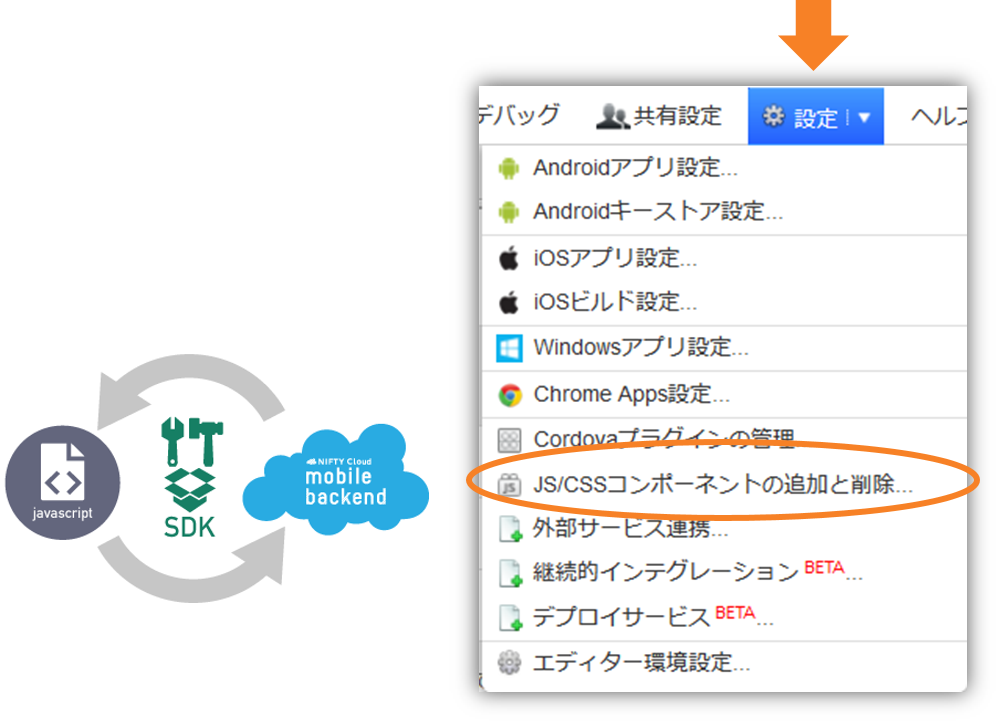 デバッグ 共有設定 設定 ヘルプ
Androidアプリ設定...
Androidキーストア設定...
iOSアプリ設定...
iOSビルド設定...
Windowsアプリ設定...
Chrome Apps設定...
Cordovaプラグインの管理...
JS
JS/CSSコンポーネントの追加と削除...
外部サービス連携...
継続的インテグレーション BETA...
デプロイサービス BETA...
エディター環境設定...
javascript
SDK
NIFTY Cloud
mobile
backend